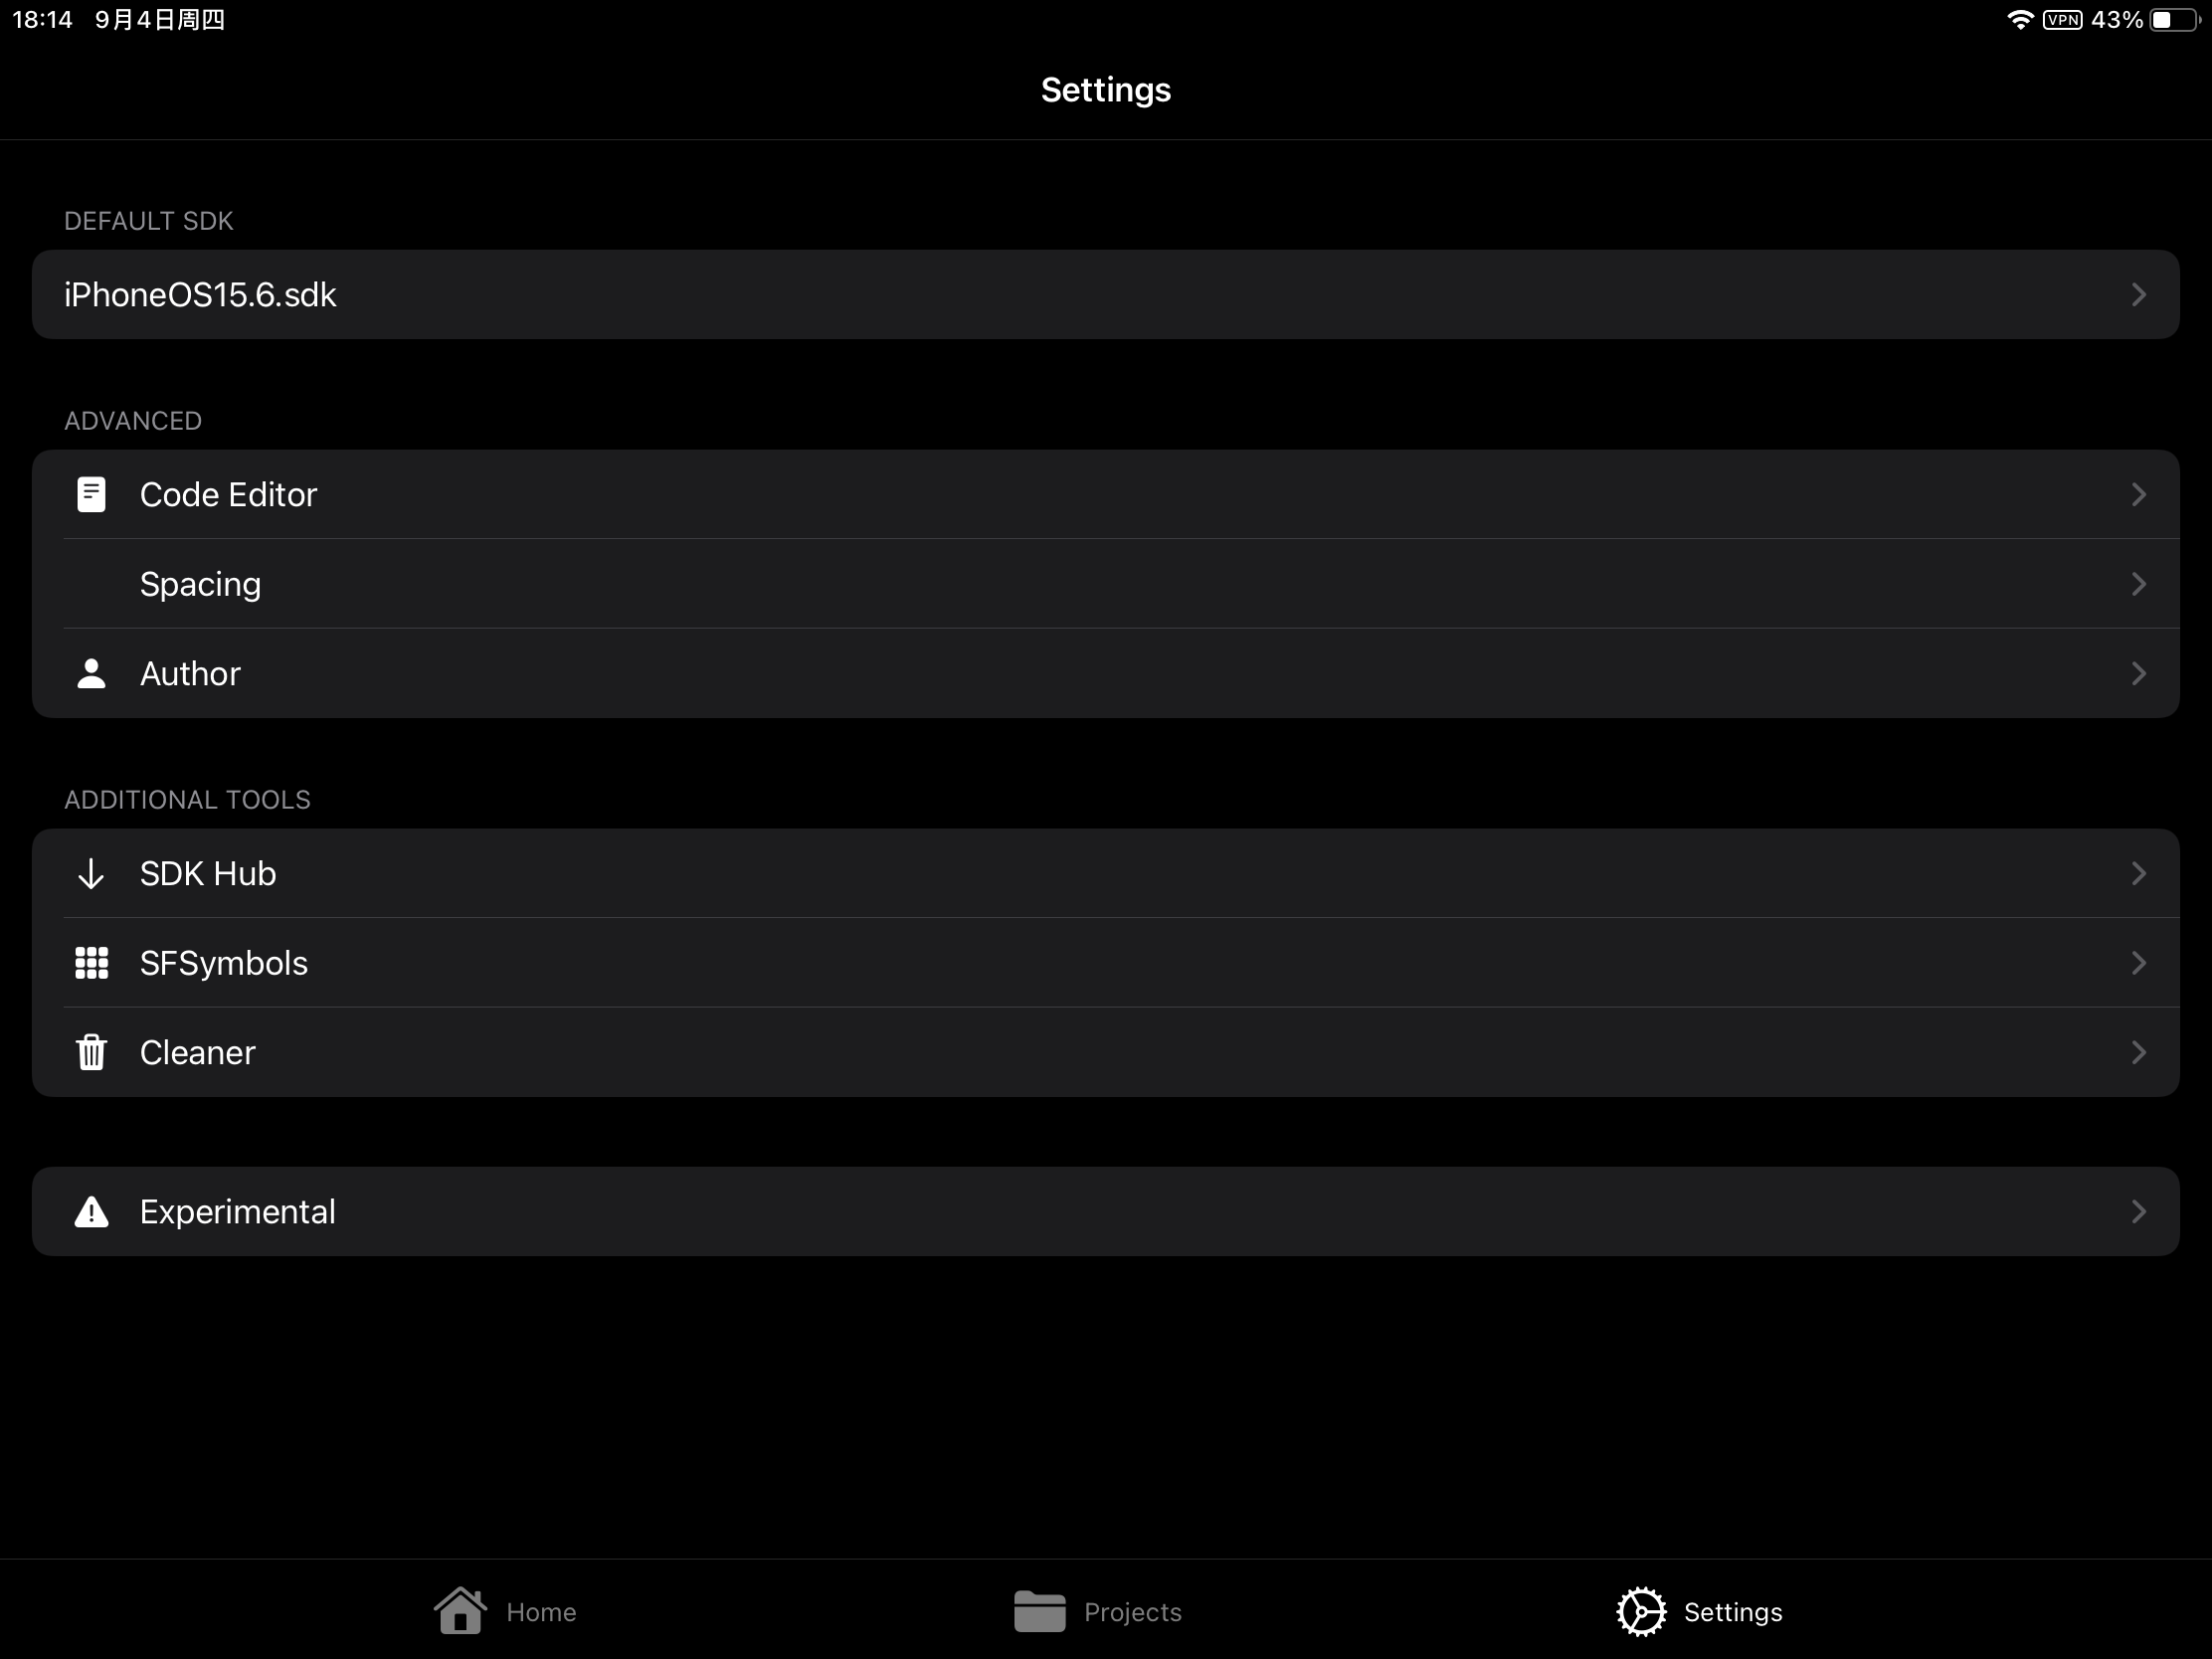 18:14 9月4日周四
VPN 43%
Settings
DEFAULT SDK
iPhoneOS15.6.sdk
ADVANCED
Code Editor
Spacing
Author
ADDITIONAL TOOLS
SDK Hub
SFSymbols
Cleaner
Experimental
Home Projects Settings